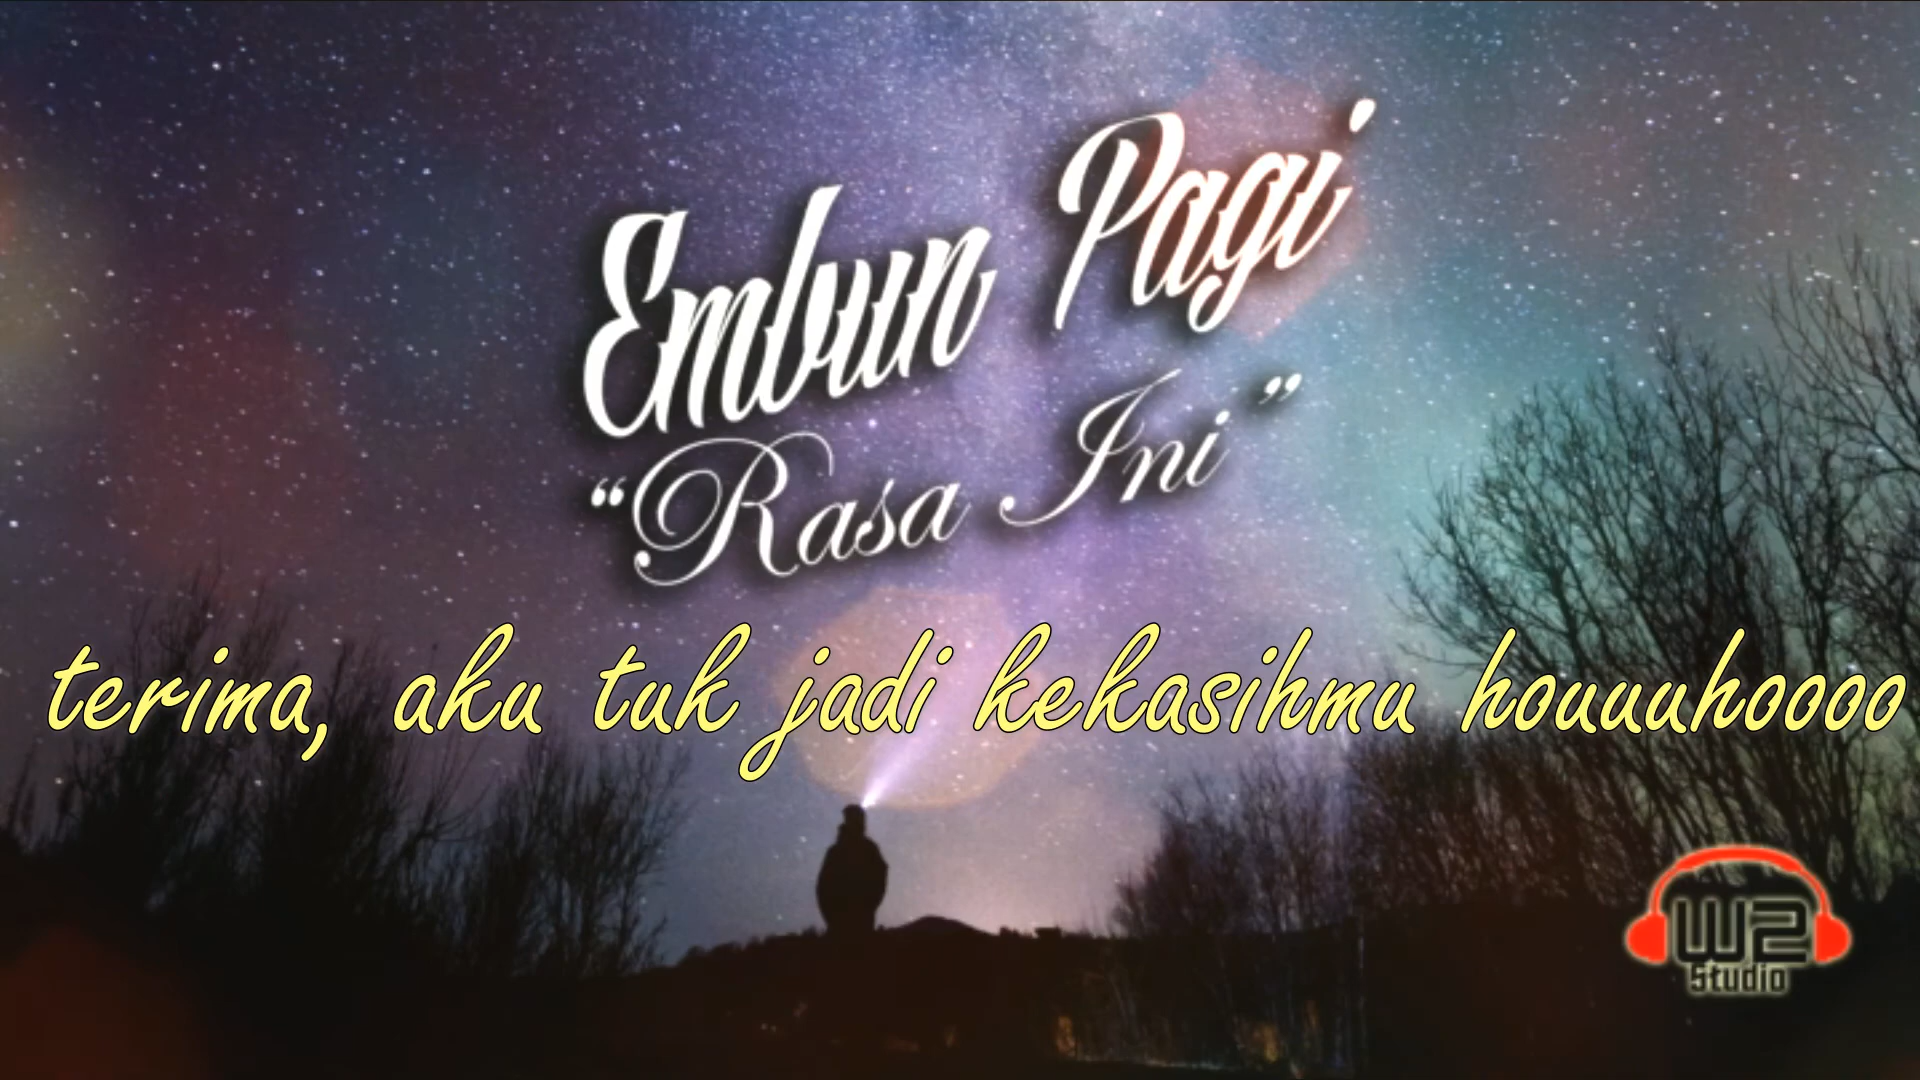 Embun Pagi
"Rasa Ini"
terima, aku tuk jadi kekasihmu houuuhoooo
W2
Studio